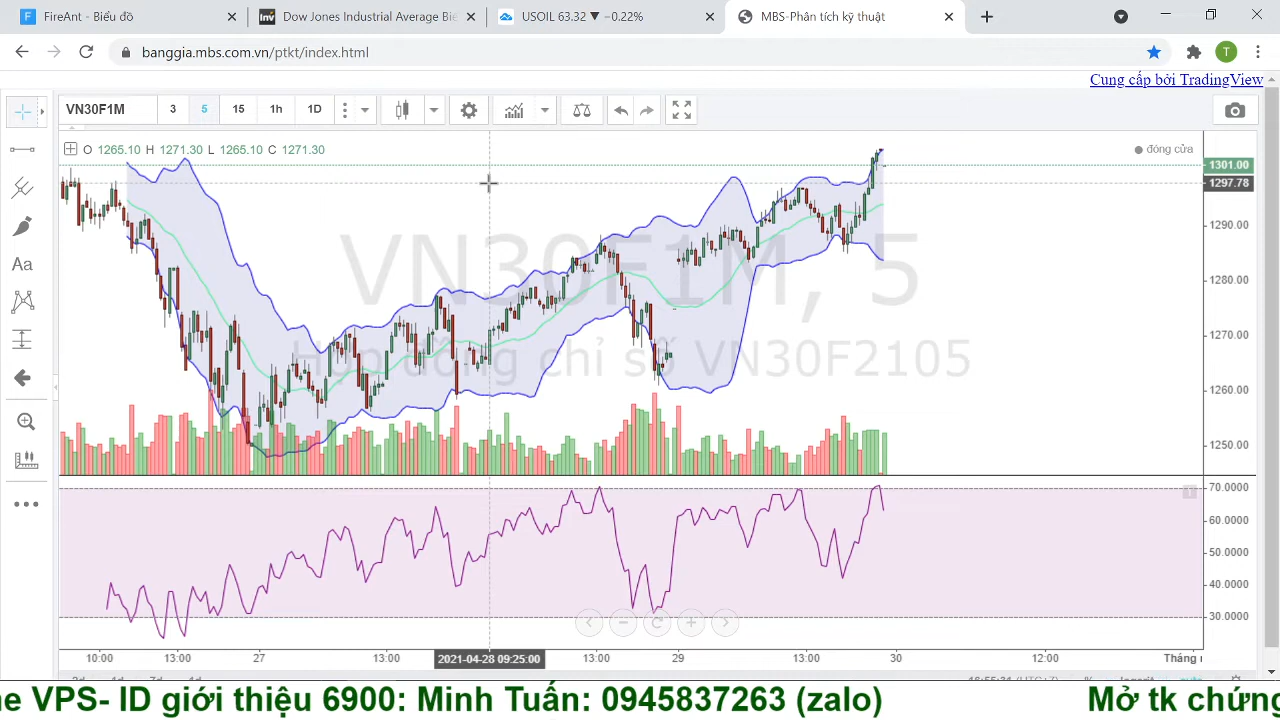 FireAnt - Biểu đồ
Dow Jones Industrial Average Bie
USOIL 63.32 ▼ −0.22%
MBS-Phân tích kỹ thuật
banggia.mbs.com.vn/ptkt/index.html
T
Cung cấp bởi TradingView
VN30F1M 3 5 15 1h 1D
O 1265.10 H 1271.30 L 1265.10 C 1271.30
đóng cửa
1301.00
1297.78
1290.00
1280.00
1270.00
1260.00
1250.00
VN30F1M, 5
Hợp đồng chỉ số VN30F2105
70.0000
60.0000
50.0000
40.0000
30.0000
10:00 13:00 27 13:00 2021-04-28 09:25:00 13:00 29 13:00 30 12:00
ne VPS- ID giới thiệu 6900: Minh Tuấn: 0945837263 (zalo) Mở tk chứng